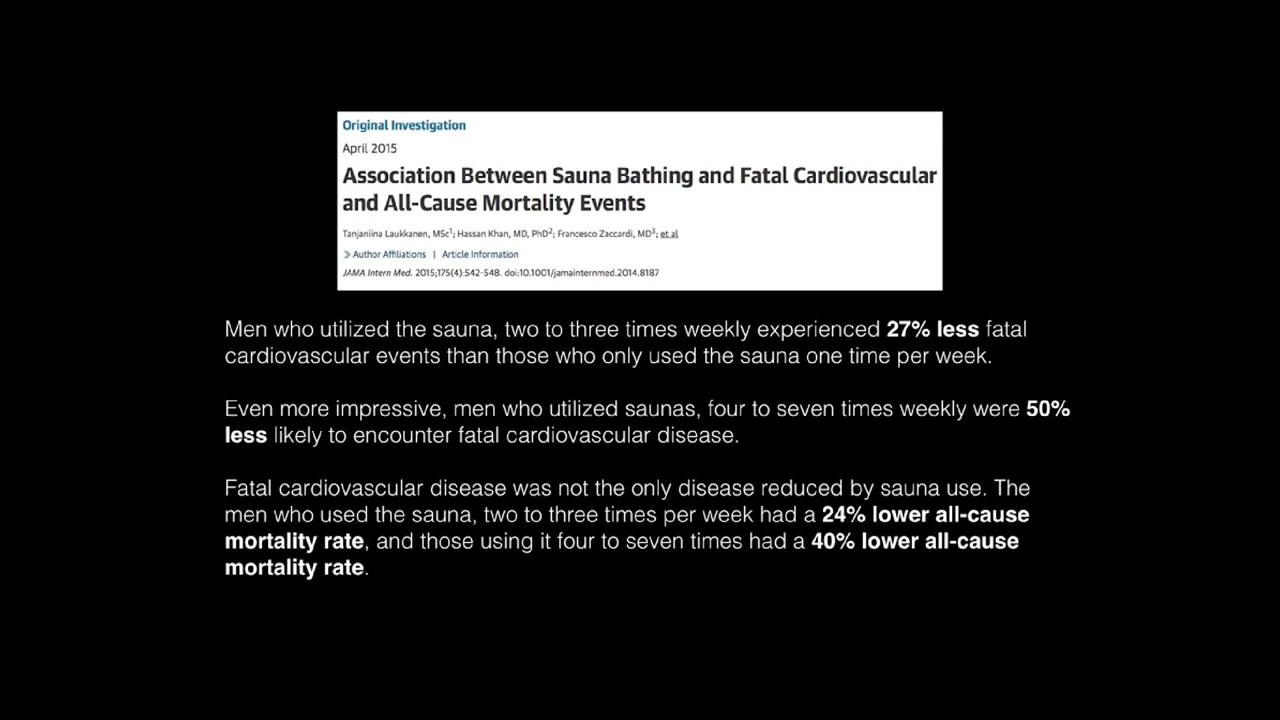 Original Investigation
April 2015
Association Between Sauna Bathing and Fatal Cardiovascular
and All-Cause Mortality Events
Tanjaniina Laukkanen, MSc1; Hassan Khan, MD, PhD2; Francesco Zaccardi, MD3; et al
» Author Affiliations | Article Information
JAMA Intern Med. 2015;175(4):542-548. doi:10.1001/jamainternmed.2014.8187
Men who utilized the sauna, two to three times weekly experienced 27% less fatal
cardiovascular events than those who only used the sauna one time per week.
Even more impressive, men who utilized saunas, four to seven times weekly were 50%
less likely to encounter fatal cardiovascular disease.
Fatal cardiovascular disease was not the only disease reduced by sauna use. The
men who used the sauna, two to three times per week had a 24% lower all-cause
mortality rate, and those using it four to seven times had a 40% lower all-cause
mortality rate.